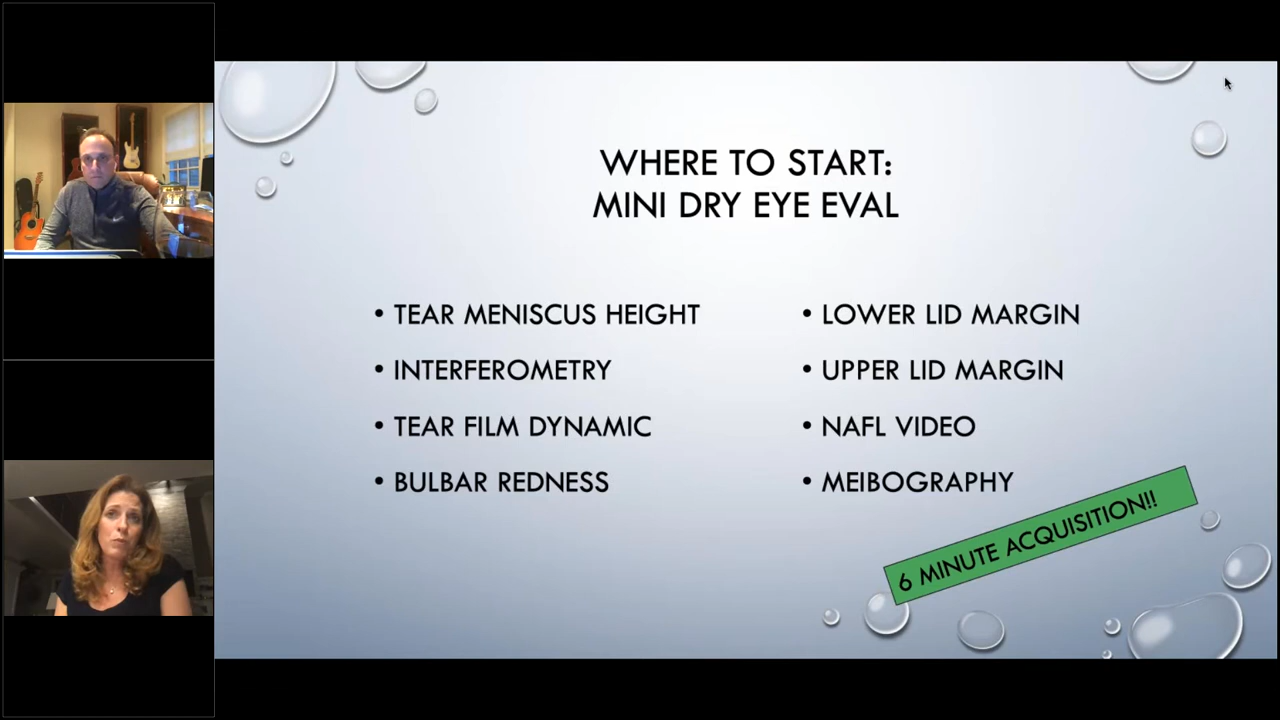 WHERE TO START:
MINI DRY EYE EVAL
• TEAR MENISCUS HEIGHT
• INTERFEROMETRY
• TEAR FILM DYNAMIC
• BULBAR REDNESS
• LOWER LID MARGIN
• UPPER LID MARGIN
• NAFL VIDEO
• MEIBOGRAPHY
6 MINUTE ACQUISITION!!